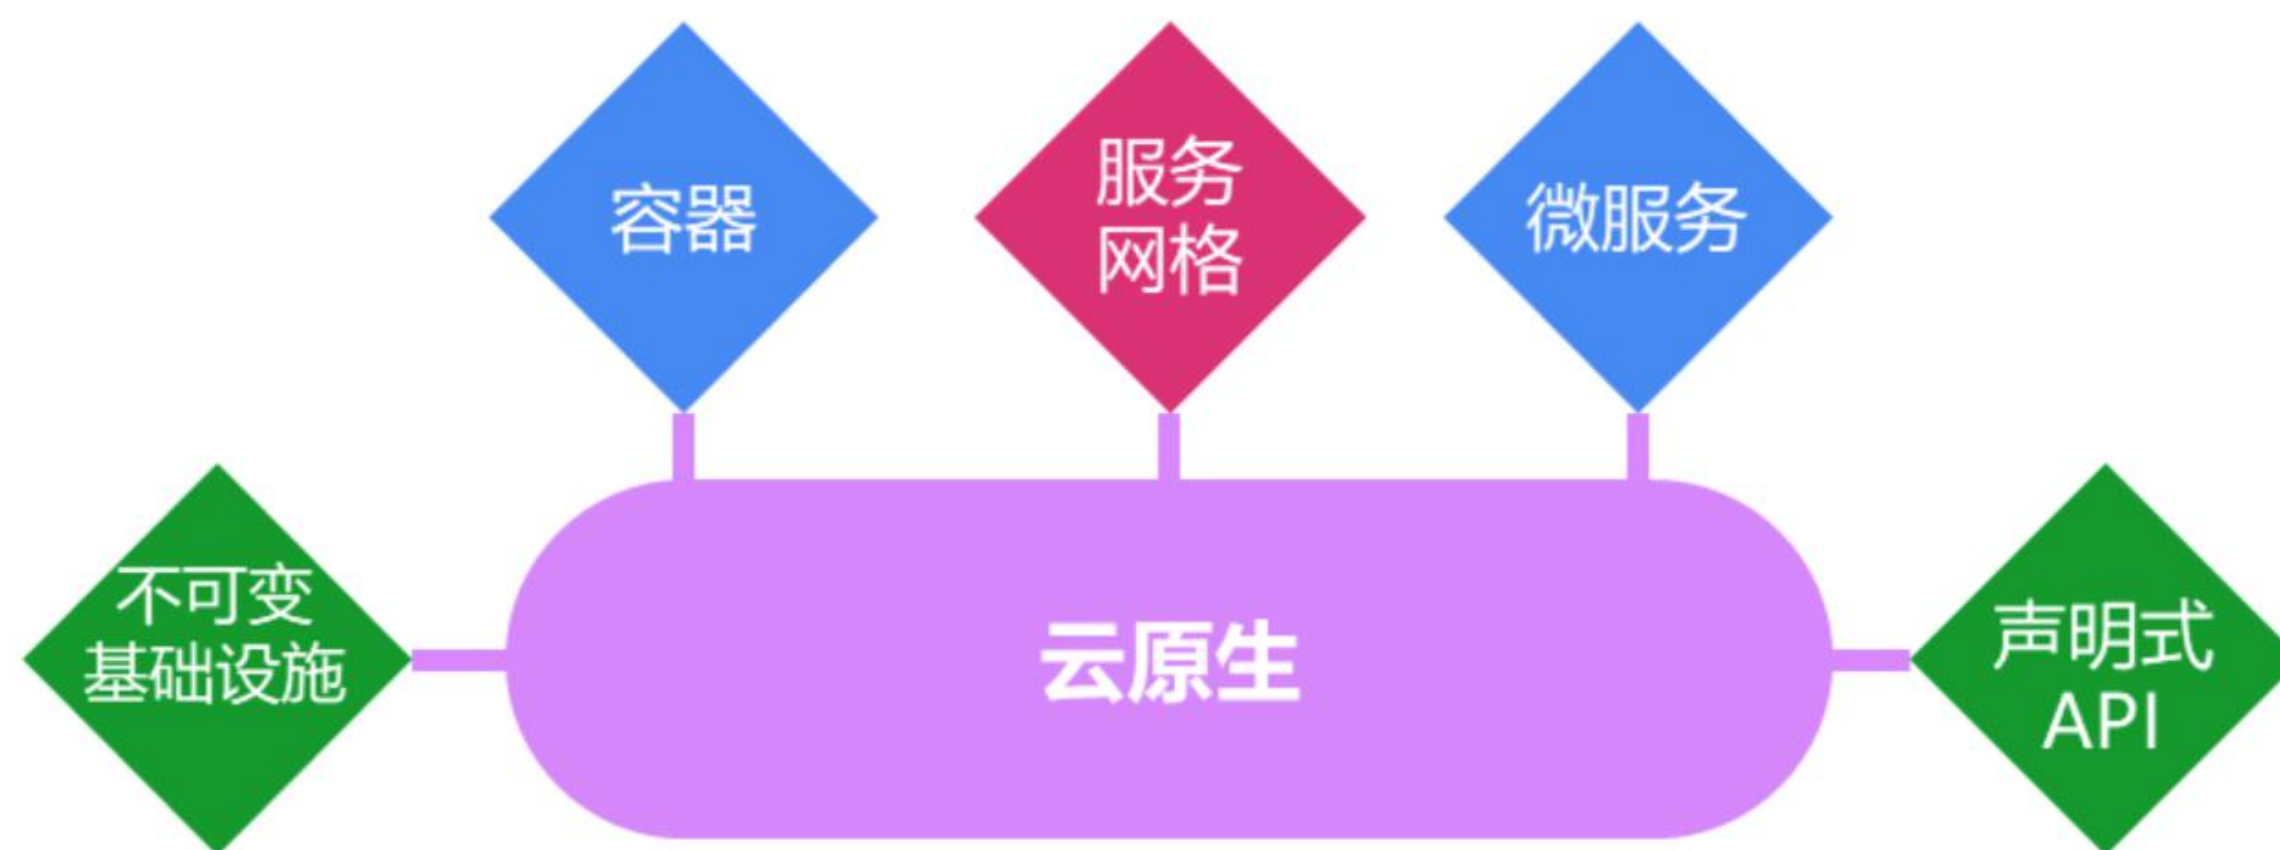 容器
服务
网格
微服务
不可变
基础设施
云原生
声明式
API